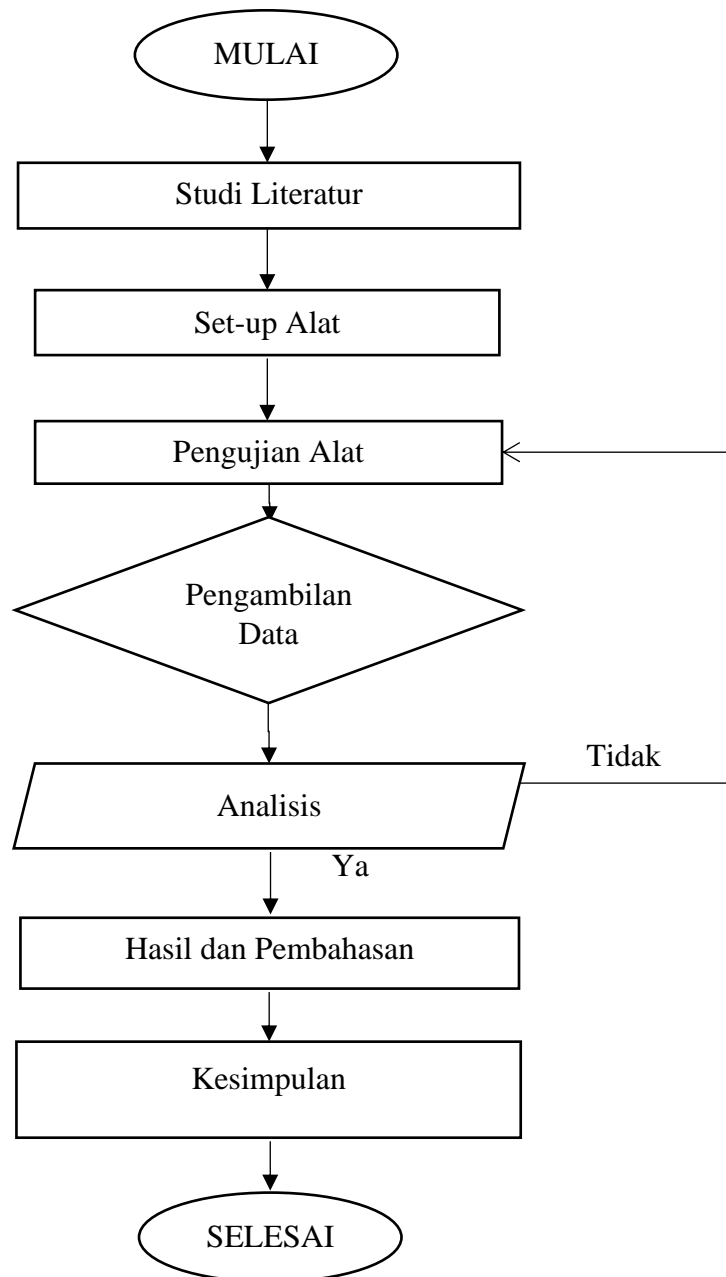 MULAI
Studi Literatur
Set-up Alat
Pengujian Alat
Pengambilan
Data
Tidak
Analisis
Ya
Hasil dan Pembahasan
Kesimpulan
SELESAI